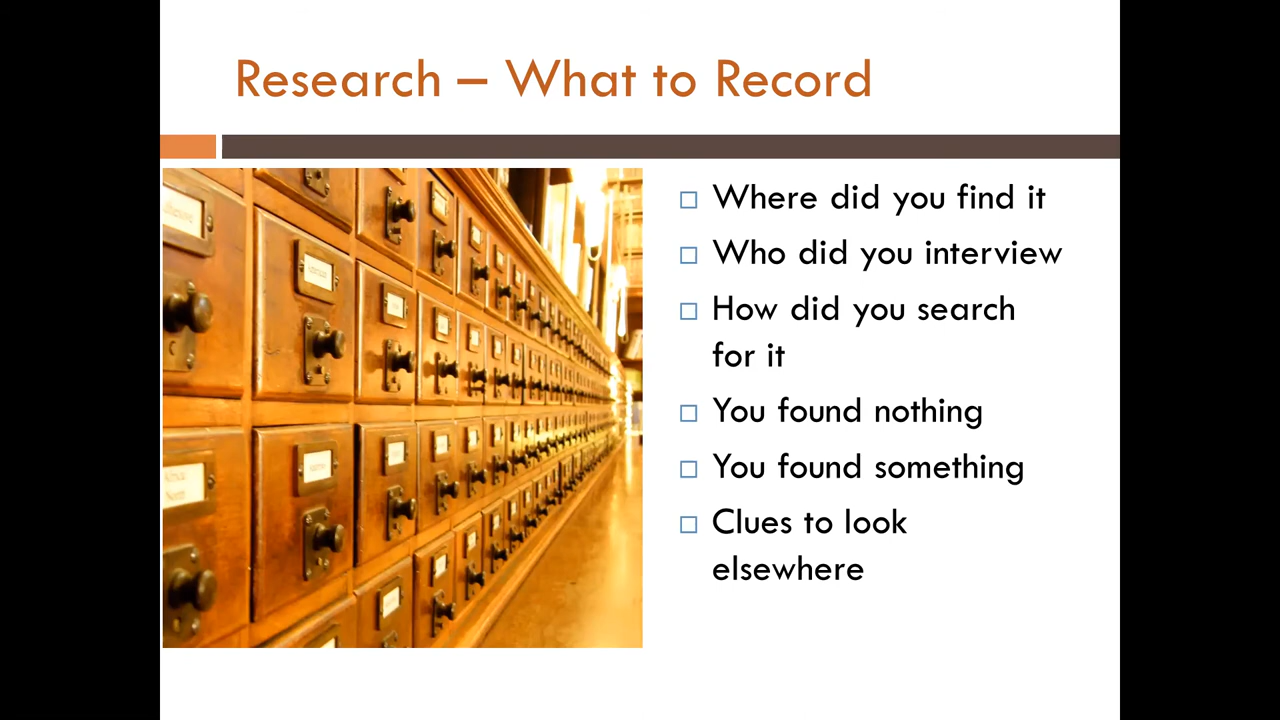 Research – What to Record
Where did you find it
Who did you interview
How did you search
for it
You found nothing
You found something
Clues to look
elsewhere